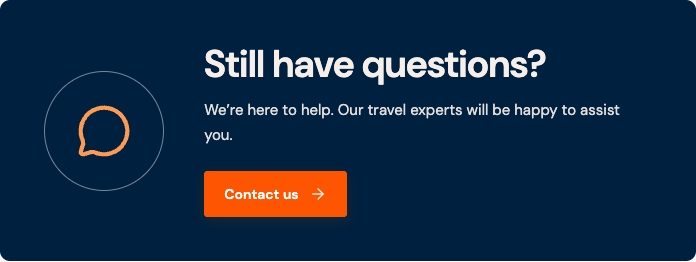 Still have questions?
We’re here to help. Our travel experts will be happy to assist
you.
Contact us